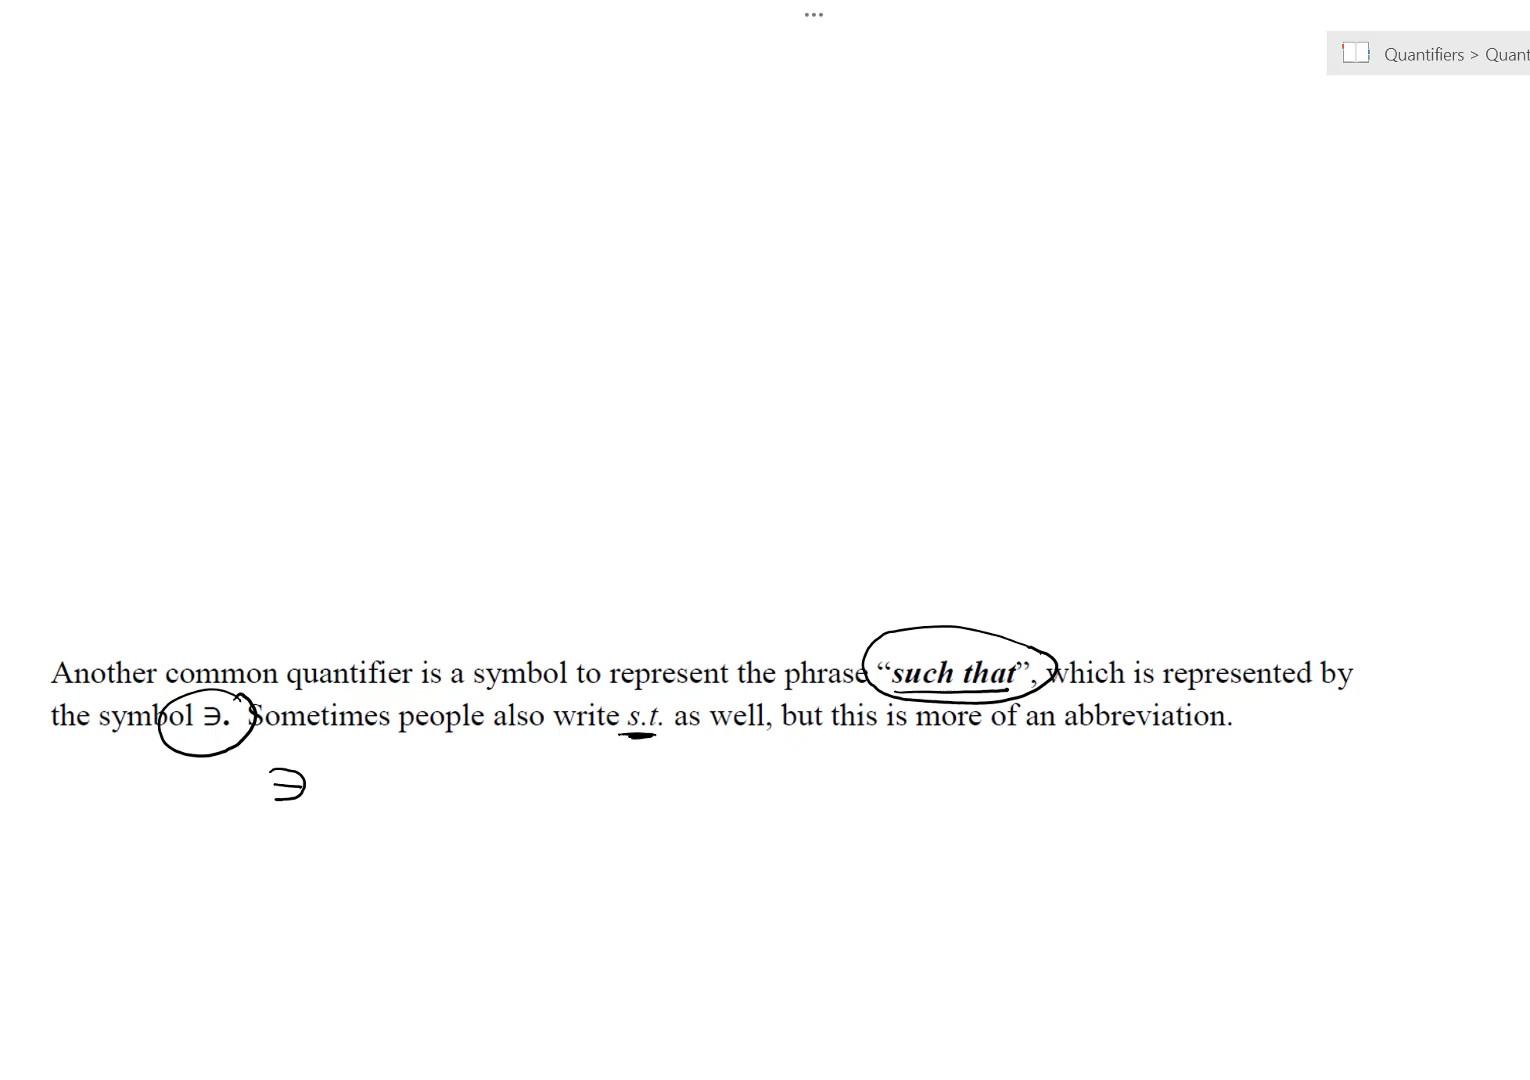 Quantifiers > Quant
Another common quantifier is a symbol to represent the phrase “such that”, which is represented by
the symbol ∋. Sometimes people also write s.t. as well, but this is more of an abbreviation.
∋